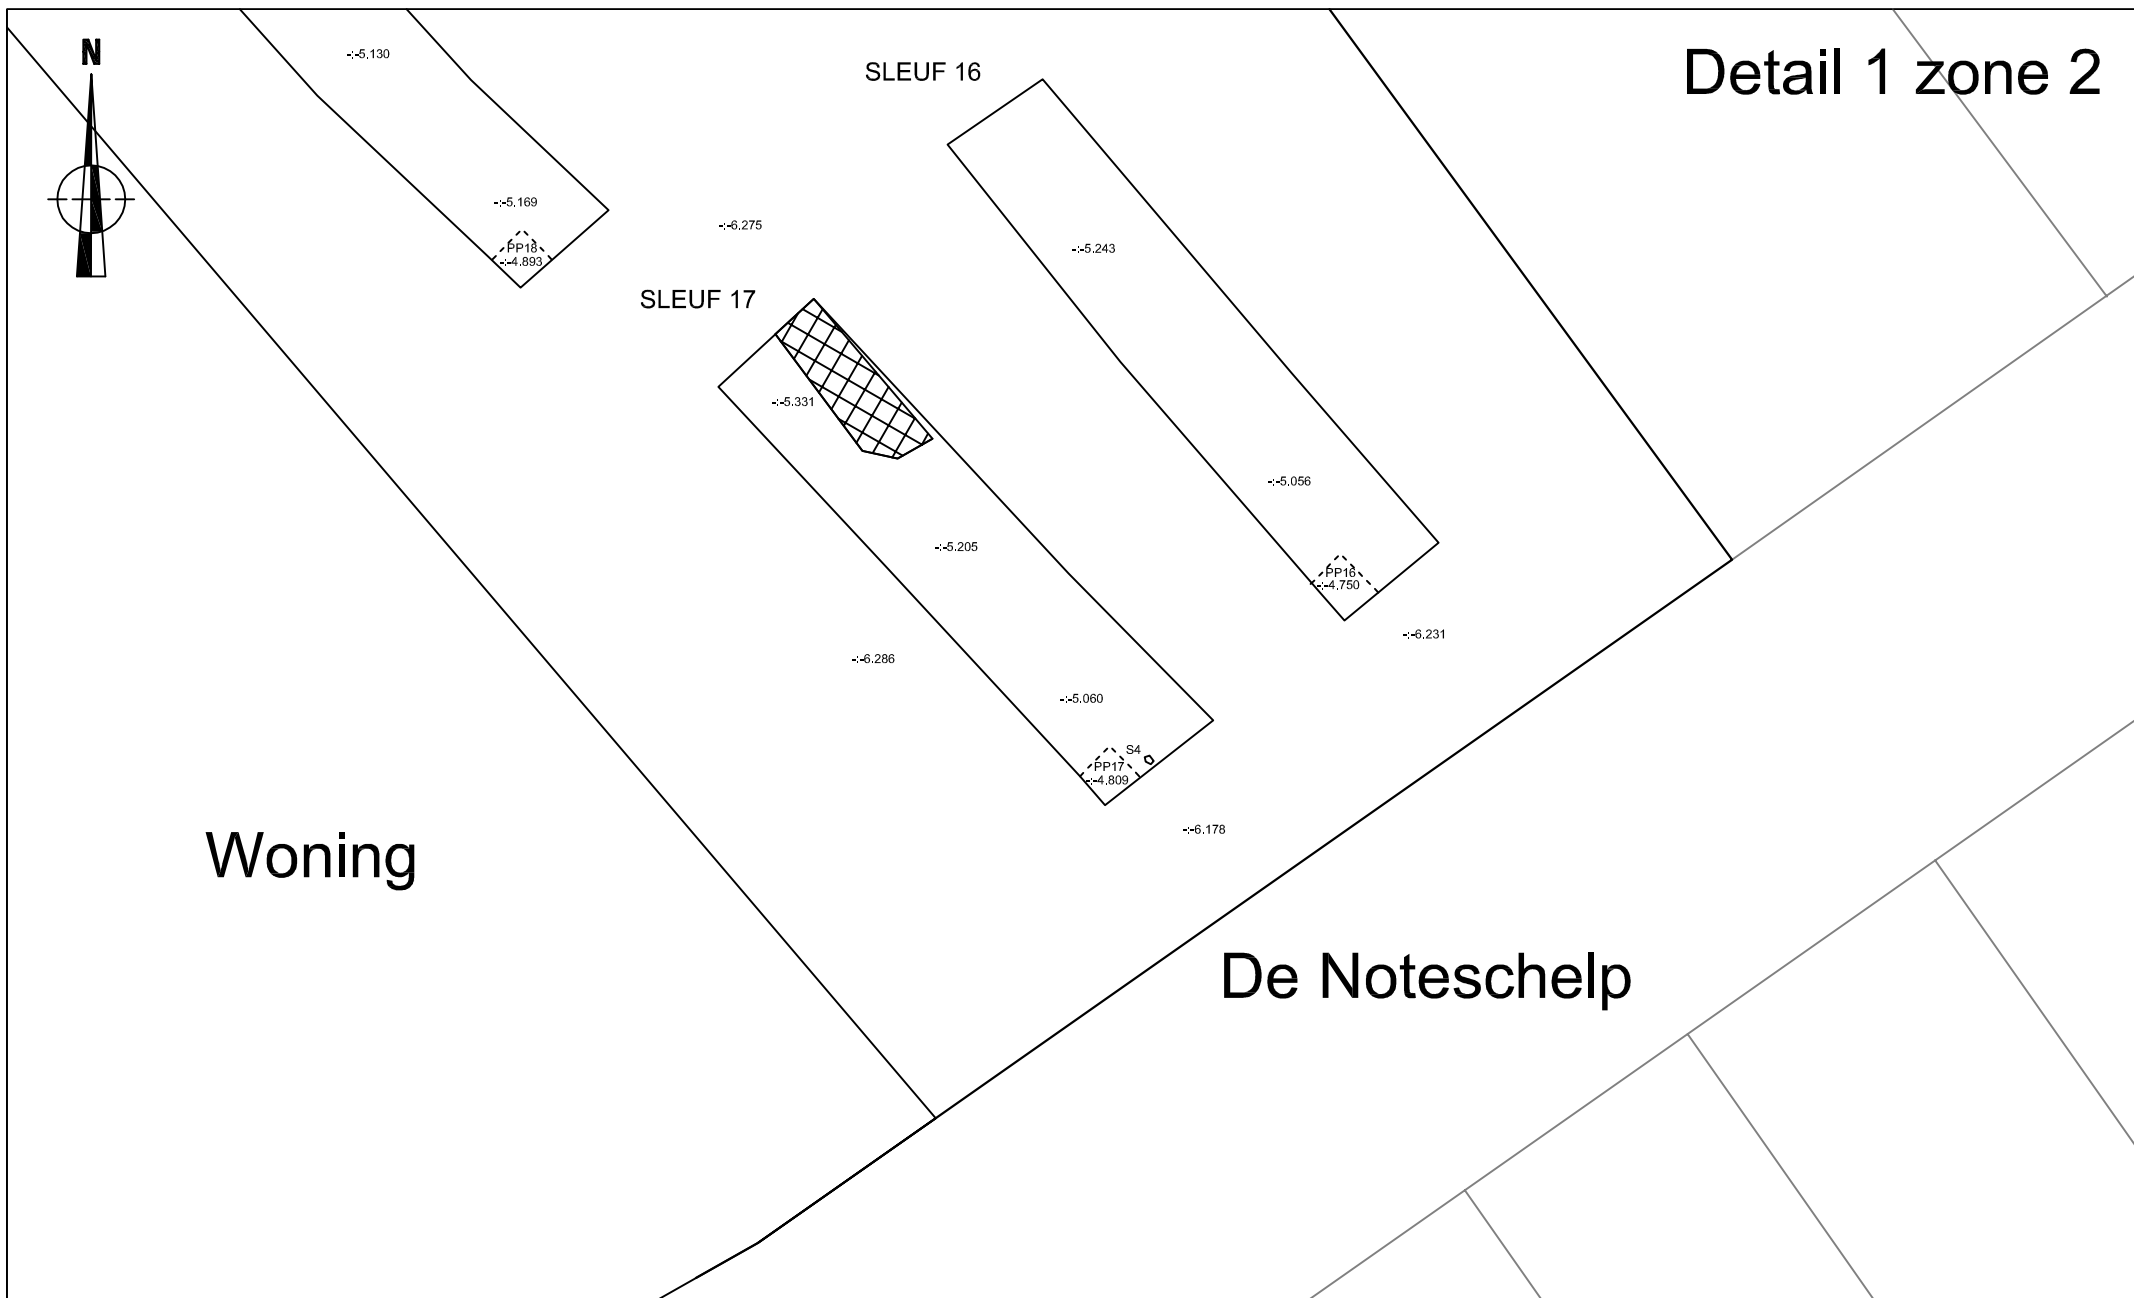 N
-:-5.130
SLEUF 16
Detail 1 zone 2
-:-5.169
-:-6.275
PP18
-:-4.893
-:-5.243
SLEUF 17
-:-5.331
-:-5.056
-:-5.205
PP16
-:-4.750
-:-6.231
-:-6.286
-:-5.060
S4
PP17
-:-4.809
-:-6.178
Woning
De Noteschelp